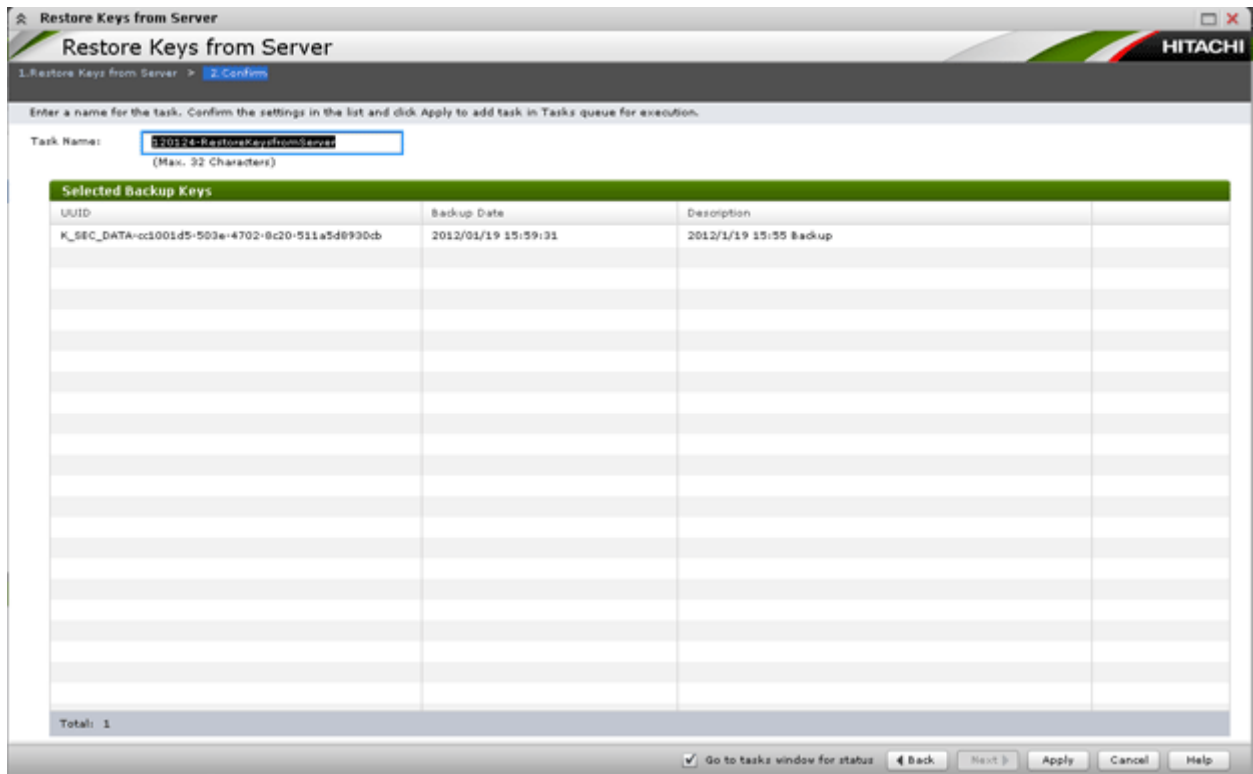 Restore Keys from Server
Restore Keys from Server
HITACHI
1.Restore Keys from Server > 2.Confirm
Enter a name for the task. Confirm the settings in the list and click Apply to add task in Tasks queue for execution.
Task Name: 120124-RestoreKeysfromServer
(Max. 32 Characters)
Selected Backup Keys
UUID Backup Date Description
K_SEC_DATA-cc1001d5-503e-4702-8c20-511a5d8930cb 2012/01/19 15:59:31 2012/1/19 15:55 Backup
Total: 1
Go to tasks window for status Back Next Apply Cancel Help